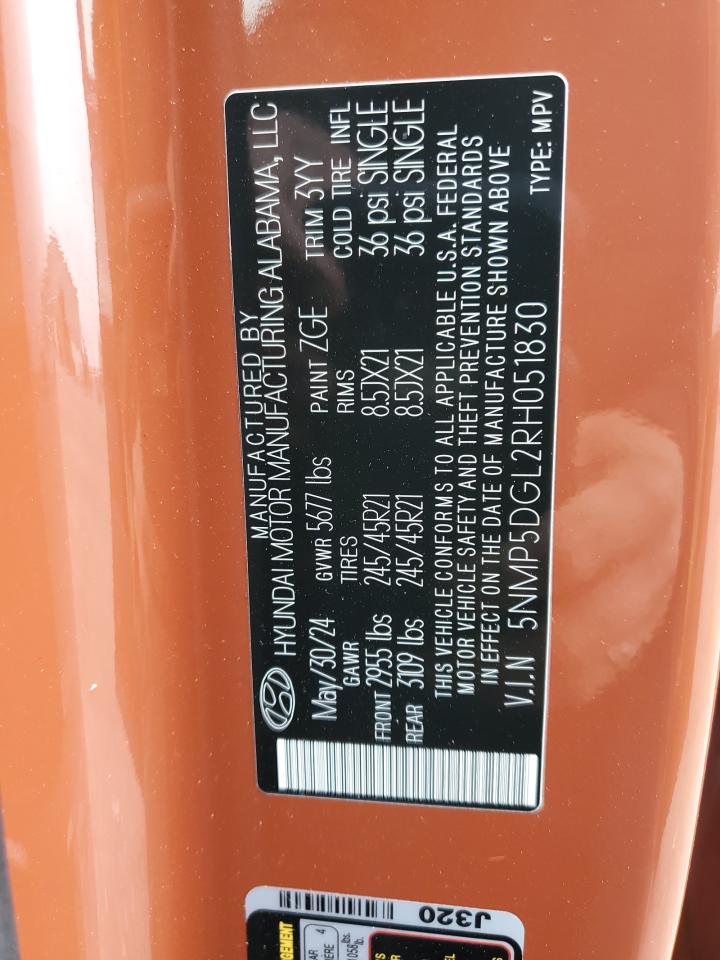 MANUFACTURED BY
HYUNDAI MOTOR MANUFACTURING ALABAMA, LLC
May/30/24 GVWR 5677 lbs PAINT ZGE TRIM 3YY
GAWR TIRES RIMS COLD TIRE INFL
FRONT 2955 lbs 245/45R21 8.5JX21 36 psi SINGLE
REAR 3109 lbs 245/45R21 8.5JX21 36 psi SINGLE
THIS VEHICLE CONFORMS TO ALL APPLICABLE U.S.A. FEDERAL
MOTOR VEHICLE SAFETY AND THEFT PREVENTION STANDARDS
IN EFFECT ON THE DATE OF MANUFACTURE SHOWN ABOVE
V.I.N 5NMP5DGL2RH051830 TYPE: MPV
J320
4